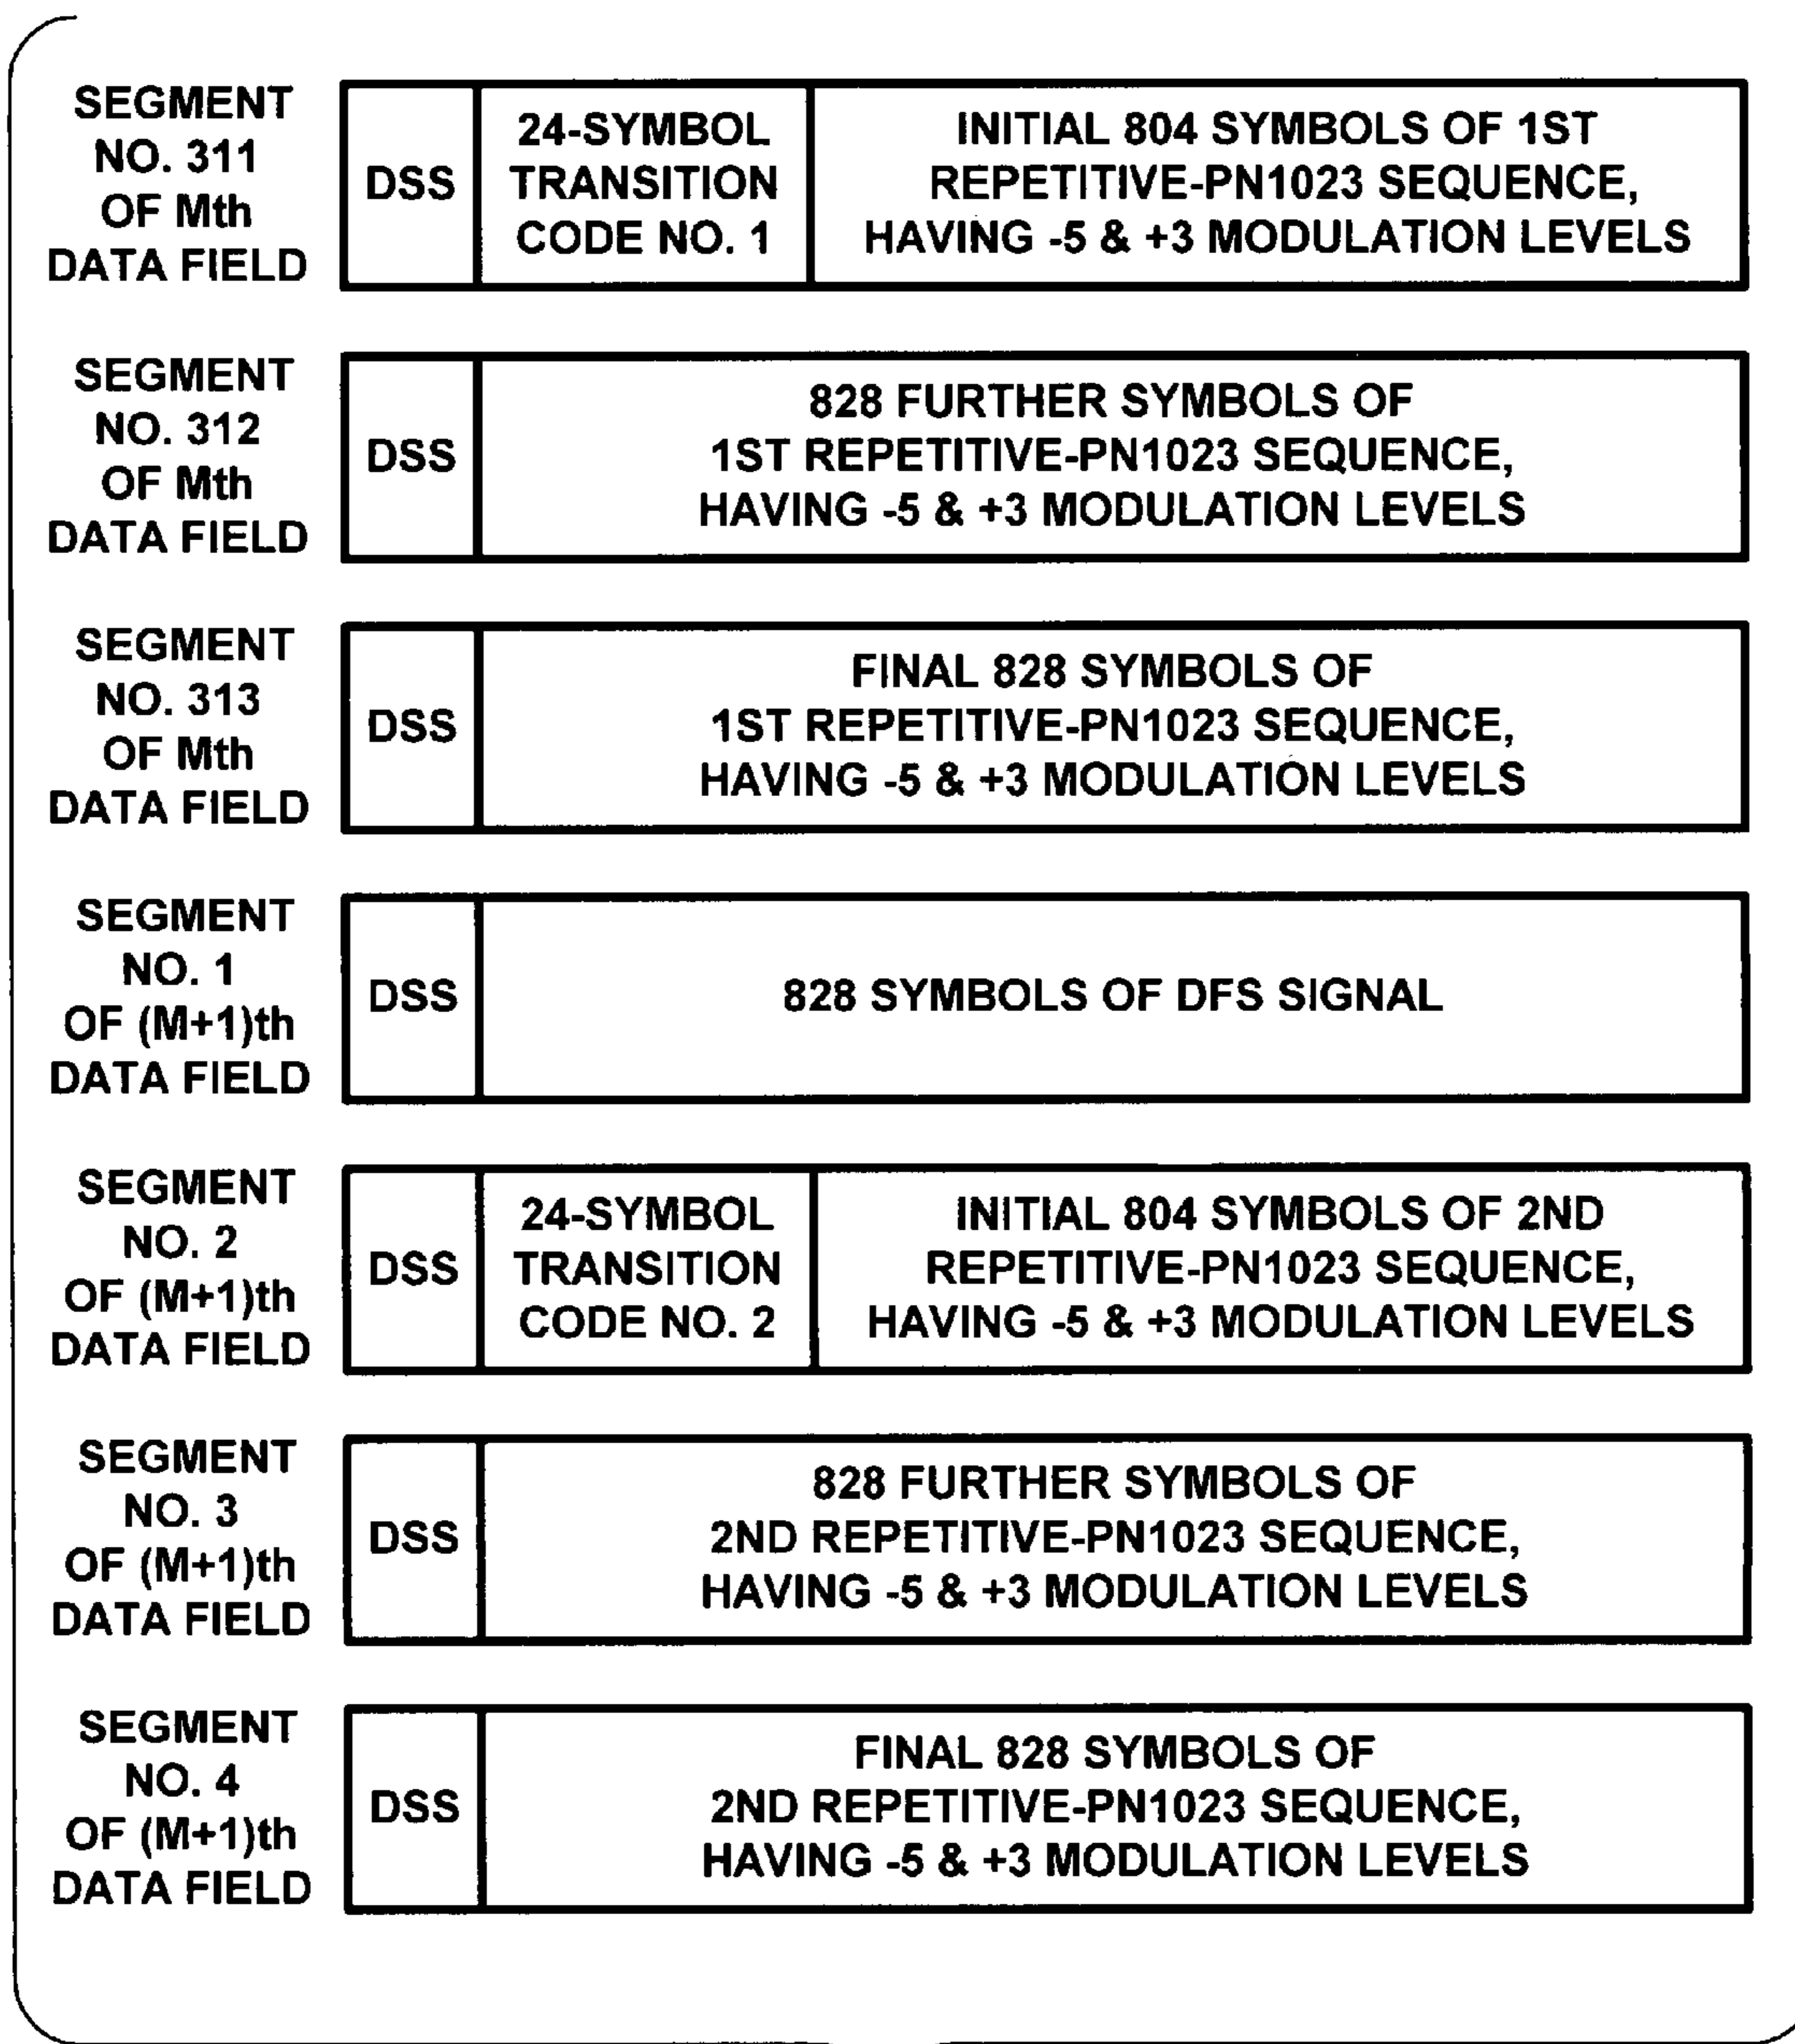 SEGMENT
NO. 311
OF Mth
DATA FIELD
DSS
24-SYMBOL
TRANSITION
CODE NO. 1
INITIAL 804 SYMBOLS OF 1ST
REPETITIVE-PN1023 SEQUENCE,
HAVING -5 & +3 MODULATION LEVELS
SEGMENT
NO. 312
OF Mth
DATA FIELD
DSS
828 FURTHER SYMBOLS OF
1ST REPETITIVE-PN1023 SEQUENCE,
HAVING -5 & +3 MODULATION LEVELS
SEGMENT
NO. 313
OF Mth
DATA FIELD
DSS
FINAL 828 SYMBOLS OF
1ST REPETITIVE-PN1023 SEQUENCE,
HAVING -5 & +3 MODULATION LEVELS
SEGMENT
NO. 1
OF (M+1)th
DATA FIELD
DSS
828 SYMBOLS OF DFS SIGNAL
SEGMENT
NO. 2
OF (M+1)th
DATA FIELD
DSS
24-SYMBOL
TRANSITION
CODE NO. 2
INITIAL 804 SYMBOLS OF 2ND
REPETITIVE-PN1023 SEQUENCE,
HAVING -5 & +3 MODULATION LEVELS
SEGMENT
NO. 3
OF (M+1)th
DATA FIELD
DSS
828 FURTHER SYMBOLS OF
2ND REPETITIVE-PN1023 SEQUENCE,
HAVING -5 & +3 MODULATION LEVELS
SEGMENT
NO. 4
OF (M+1)th
DATA FIELD
DSS
FINAL 828 SYMBOLS OF
2ND REPETITIVE-PN1023 SEQUENCE,
HAVING -5 & +3 MODULATION LEVELS